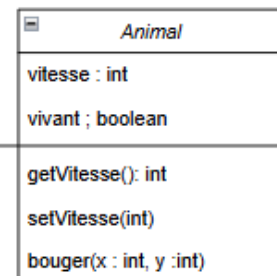 Animal
vitesse : int
vivant ; boolean
getVitesse(): int
setVitesse(int)
bouger(x : int, y :int)